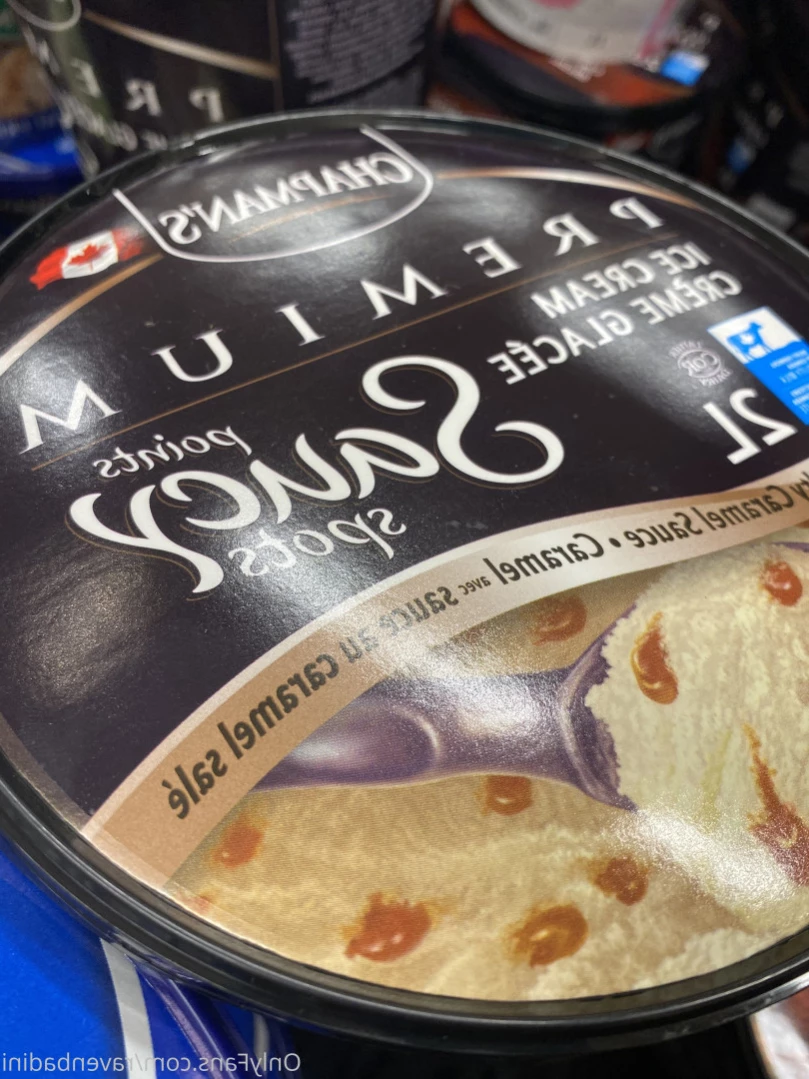 CHAPMAN'S
PREMIUM
ICE CREAM
CRÈME GLACÉE
2L
points
Saucy
spots
Caramel Sauce • Caramel avec sauce au caramel salé
PRE
OnlyFans.com/ravenbadini